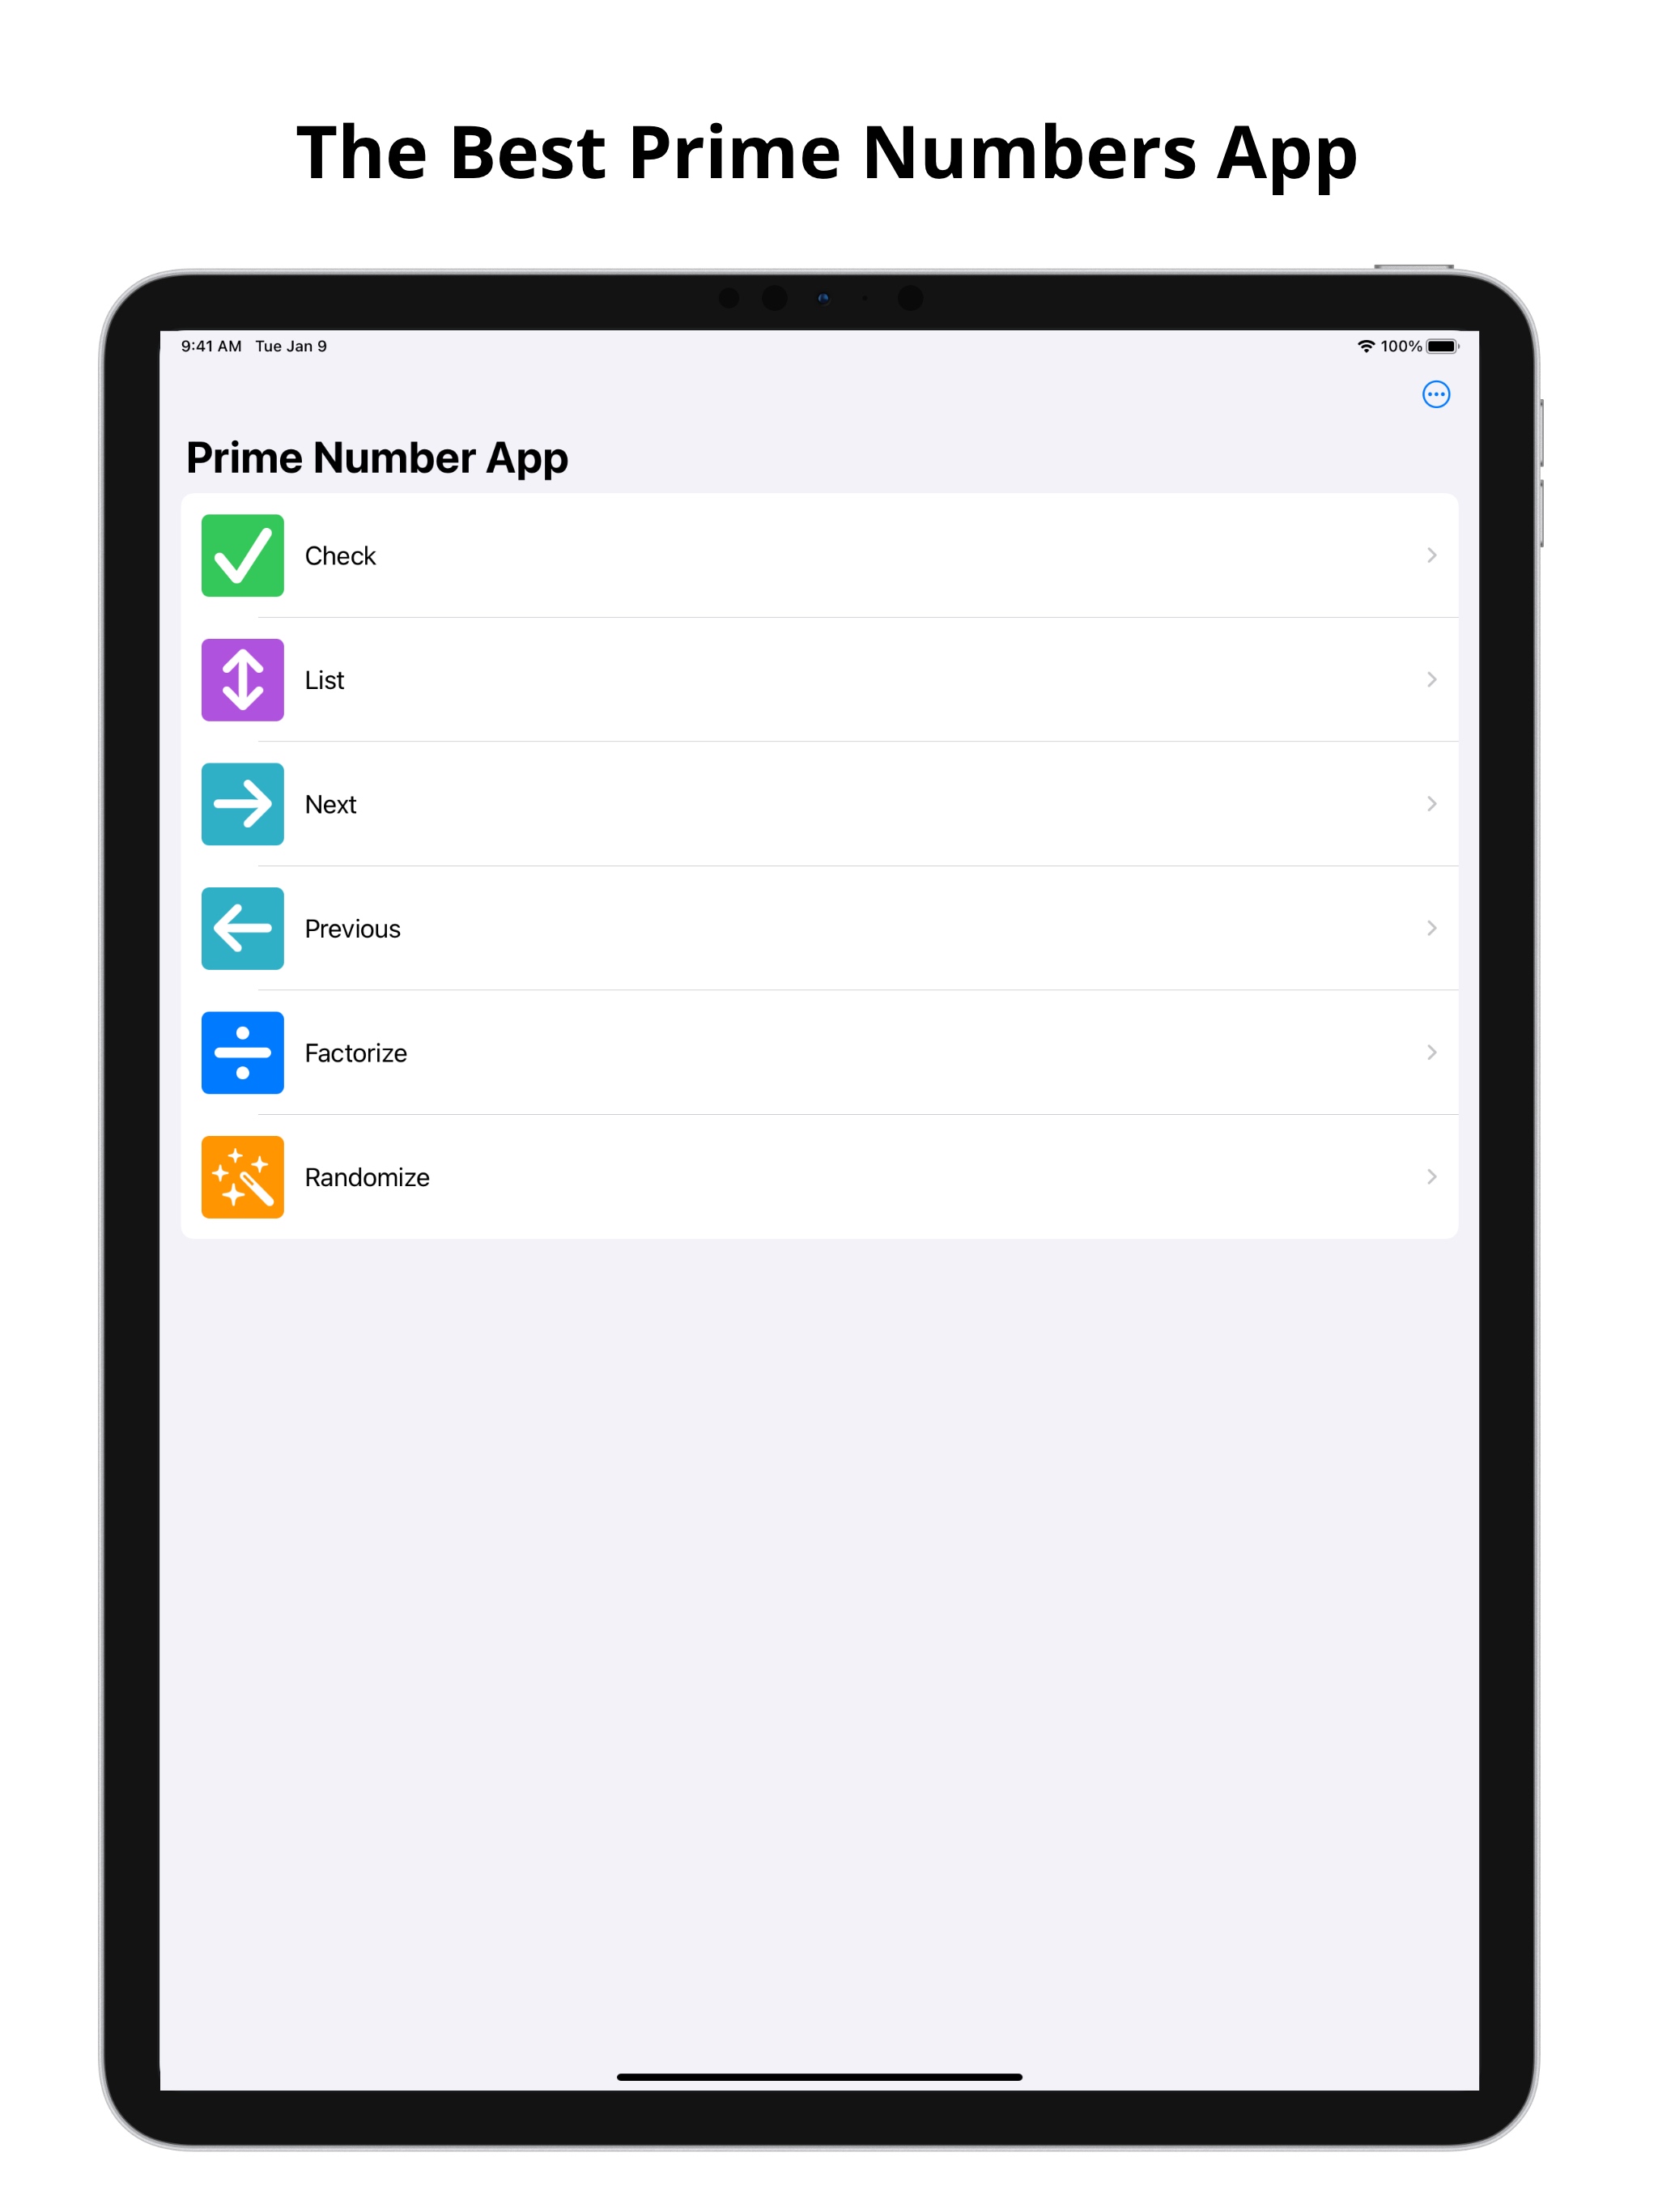 The Best Prime Numbers App
9:41 AM Tue Jan 9
100%
Prime Number App
Check
List
Next
Previous
Factorize
Randomize